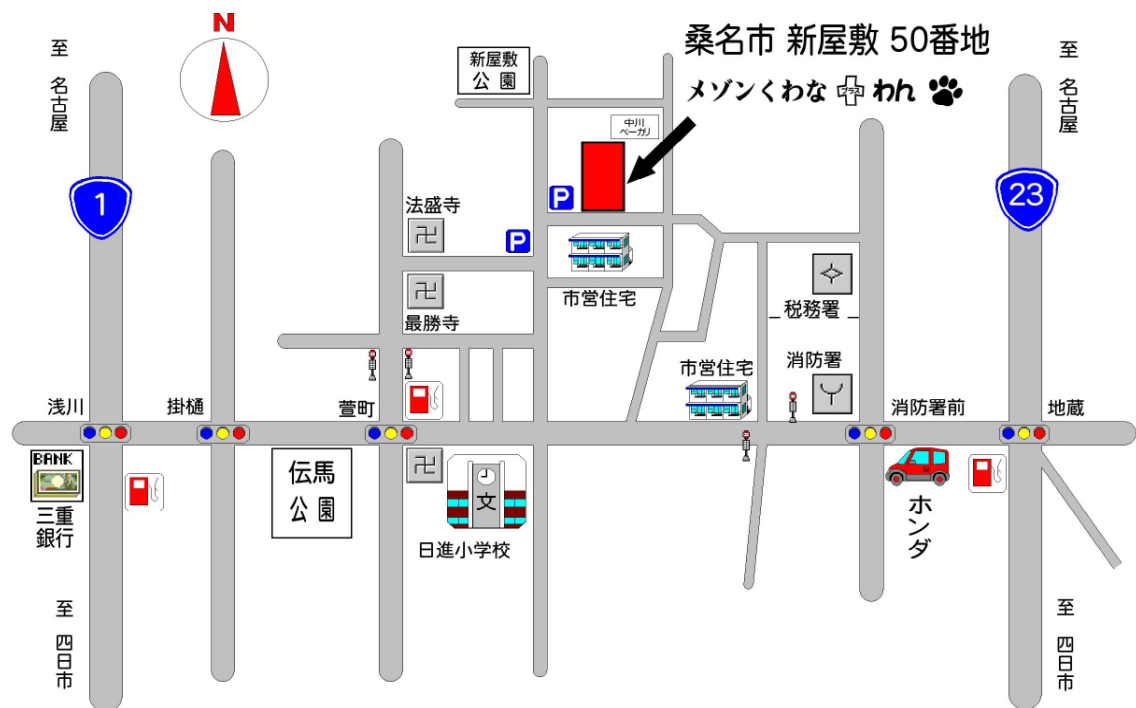 N
桑名市 新屋敷 50番地
メゾンくわな プラス わん
至 名古屋
至 名古屋
新屋敷
公園
中川
ベーカリ
1
23
P
法盛寺
卍
P
市営住宅
卍
最勝寺
税務署
市営住宅
消防署
浅川
掛樋
萱町
消防署前
地蔵
BANK
三重
銀行
伝馬
公園
卍
文
日進小学校
ホンダ
至 四日市
至 四日市